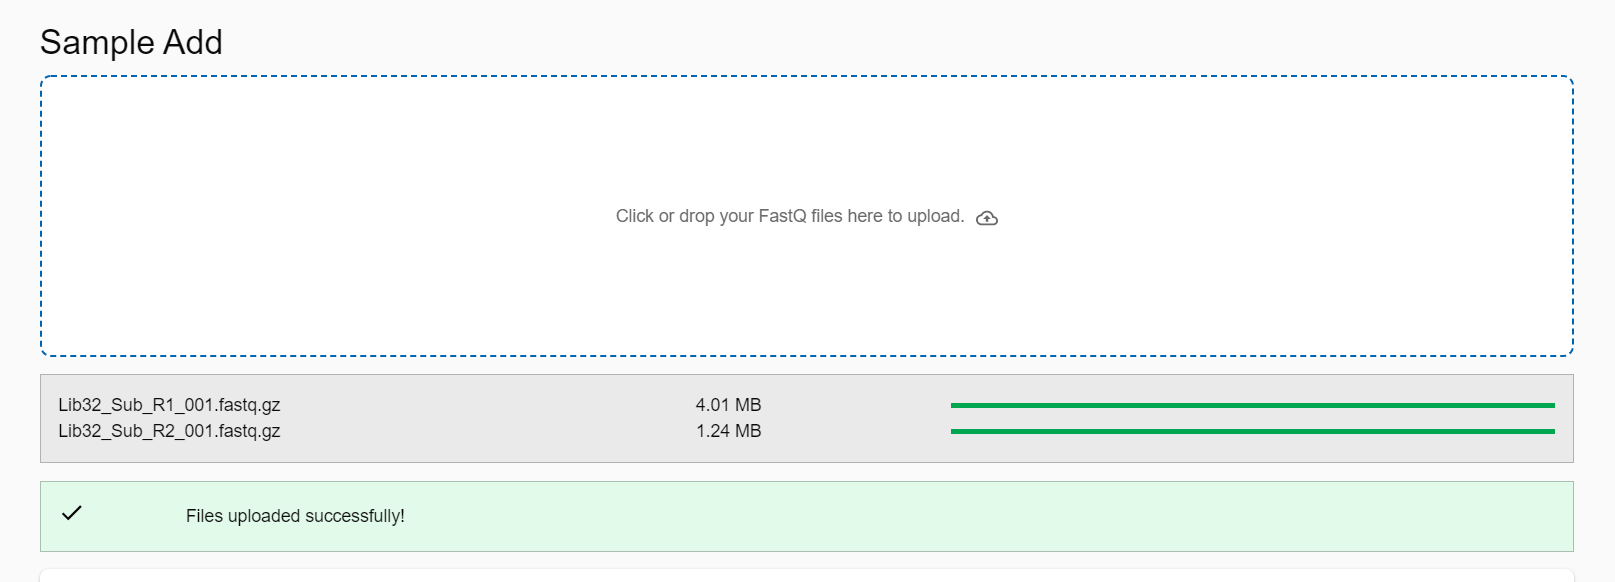 Sample Add
Click or drop your FastQ files here to upload.
Lib32_Sub_R1_001.fastq.gz 4.01 MB
Lib32_Sub_R2_001.fastq.gz 1.24 MB
Files uploaded successfully!